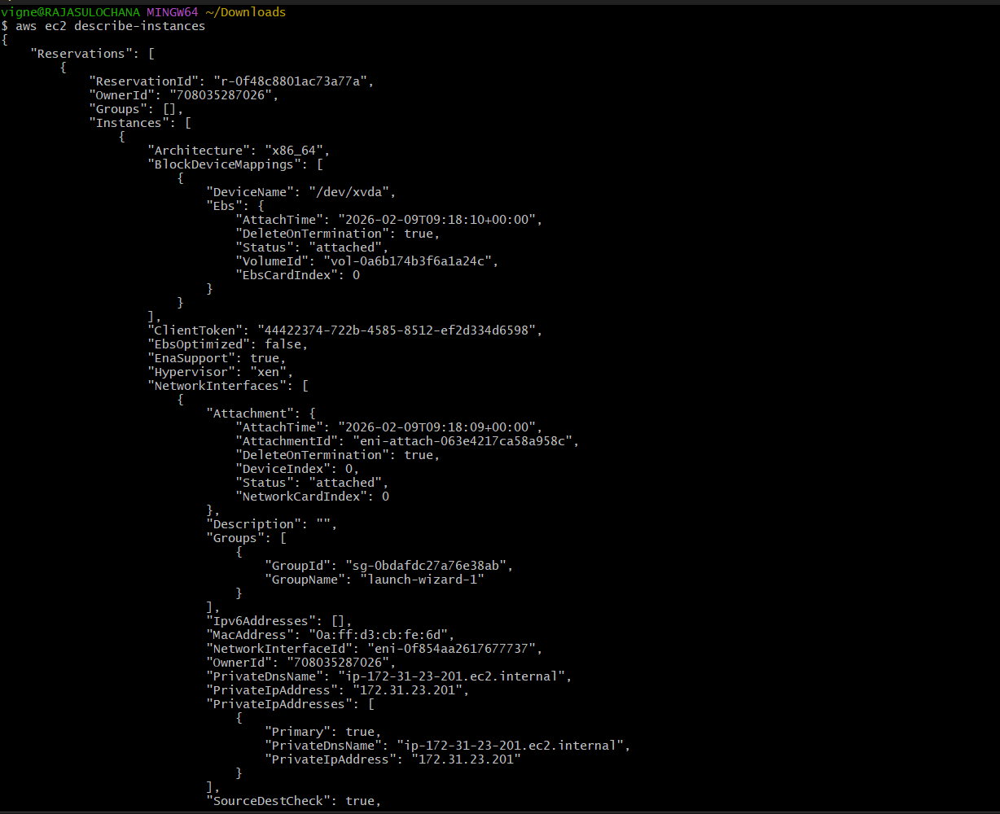 vigne@RAJASULOCHANA MINGW64 ~/Downloads
$ aws ec2 describe-instances
{
    "Reservations": [
        {
            "ReservationId": "r-0f48c8801ac73a77a",
            "OwnerId": "708035287026",
            "Groups": [],
            "Instances": [
                {
                    "Architecture": "x86_64",
                    "BlockDeviceMappings": [
                        {
                            "DeviceName": "/dev/xvda",
                            "Ebs": {
                                "AttachTime": "2026-02-09T09:18:10+00:00",
                                "DeleteOnTermination": true,
                                "Status": "attached",
                                "VolumeId": "vol-0a6b174b3f6a1a24c",
                                "EbsCardIndex": 0
                            }
                        }
                    ],
                    "ClientToken": "44422374-722b-4585-8512-ef2d334d6598",
                    "EbsOptimized": false,
                    "EnaSupport": true,
                    "Hypervisor": "xen",
                    "NetworkInterfaces": [
                        {
                            "Attachment": {
                                "AttachTime": "2026-02-09T09:18:09+00:00",
                                "AttachmentId": "eni-attach-063e4217ca58a958c",
                                "DeleteOnTermination": true,
                                "DeviceIndex": 0,
                                "Status": "attached",
                                "NetworkCardIndex": 0
                            },
                            "Description": "",
                            "Groups": [
                                {
                                    "GroupId": "sg-0bdafdc27a76e38ab",
                                    "GroupName": "launch-wizard-1"
                                }
                            ],
                            "Ipv6Addresses": [],
                            "MacAddress": "0a:ff:d3:cb:fe:6d",
                            "NetworkInterfaceId": "eni-0f854aa2617677737",
                            "OwnerId": "708035287026",
                            "PrivateDnsName": "ip-172-31-23-201.ec2.internal",
                            "PrivateIpAddress": "172.31.23.201",
                            "PrivateIpAddresses": [
                                {
                                    "Primary": true,
                                    "PrivateDnsName": "ip-172-31-23-201.ec2.internal",
                                    "PrivateIpAddress": "172.31.23.201"
                                }
                            ],
                            "SourceDestCheck": true,